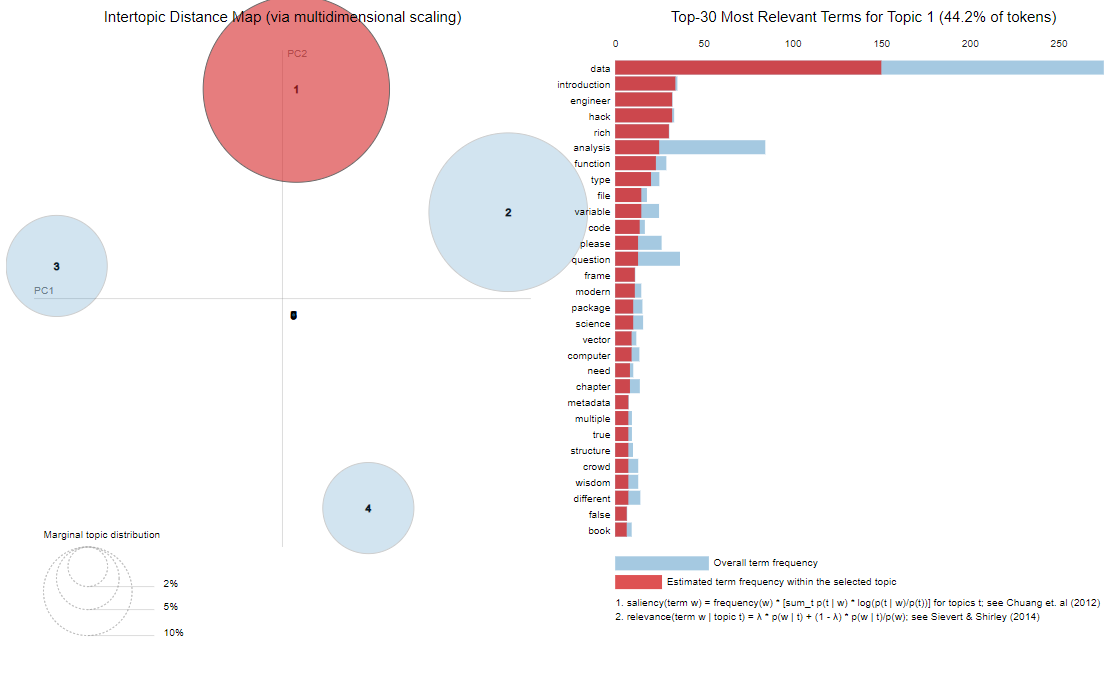 Intertopic Distance Map (via multidimensional scaling)
PC2
1
2
3
PC1
4
Marginal topic distribution
2%
5%
10%
Top-30 Most Relevant Terms for Topic 1 (44.2% of tokens)
0 50 100 150 200 250
data
introduction
engineer
hack
rich
analysis
function
type
file
variable
code
please
question
frame
modern
package
science
vector
computer
need
chapter
metadata
multiple
true
structure
crowd
wisdom
different
false
book
Overall term frequency
Estimated term frequency within the selected topic
1. saliency(term w) = frequency(w) * [sum_t p(t | w) * log(p(t | w)/p(t))] for topics t; see Chuang et. al (2012)
2. relevance(term w | topic t) = λ * p(w | t) + (1 - λ) * p(w | t)/p(w); see Sievert & Shirley (2014)